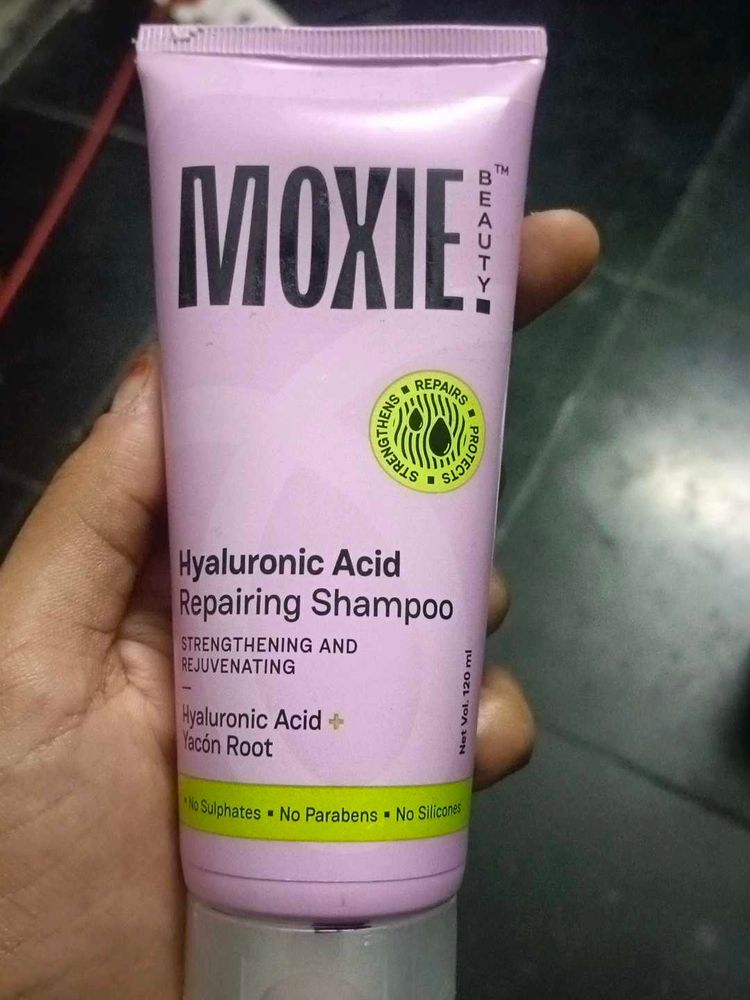 MOXIE
BEAUTY™
REPAIRS ▪ PROTECTS ▪ STRENGTHENS ▪
Hyaluronic Acid
Repairing Shampoo
STRENGTHENING AND
REJUVENATING
Hyaluronic Acid +
Yacón Root
Net Vol. 120 ml
▪ No Sulphates ▪ No Parabens ▪ No Silicones